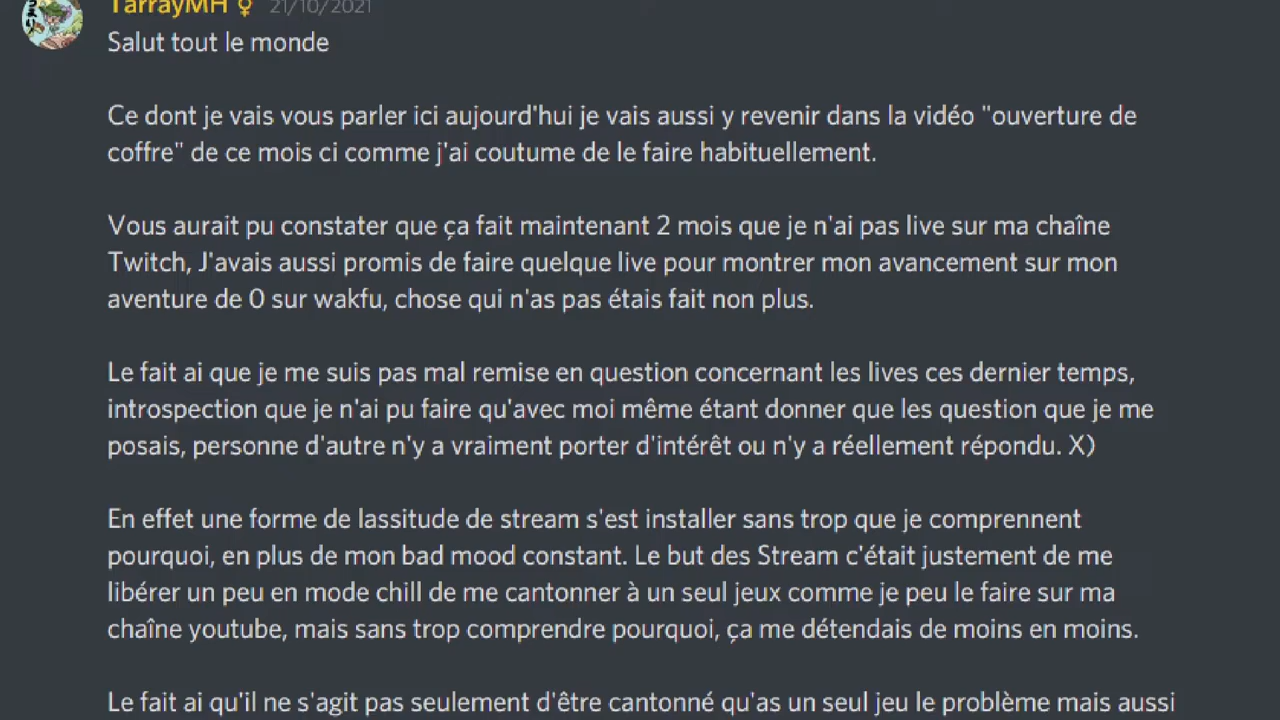 TarrayMH ♀ 21/10/2021
Salut tout le monde
Ce dont je vais vous parler ici aujourd'hui je vais aussi y revenir dans la vidéo "ouverture de
coffre" de ce mois ci comme j'ai coutume de le faire habituellement.
Vous aurait pu constater que ça fait maintenant 2 mois que je n'ai pas live sur ma chaîne
Twitch, J'avais aussi promis de faire quelque live pour montrer mon avancement sur mon
aventure de 0 sur wakfu, chose qui n'as pas étais fait non plus.
Le fait ai que je me suis pas mal remise en question concernant les lives ces dernier temps,
introspection que je n'ai pu faire qu'avec moi même étant donner que les question que je me
posais, personne d'autre n'y a vraiment porter d'intérêt ou n'y a réellement répondu. X)
En effet une forme de lassitude de stream s'est installer sans trop que je comprennent
pourquoi, en plus de mon bad mood constant. Le but des Stream c'était justement de me
libérer un peu en mode chill de me cantonner à un seul jeux comme je peu le faire sur ma
chaîne youtube, mais sans trop comprendre pourquoi, ça me détendais de moins en moins.
Le fait ai qu'il ne s'agit pas seulement d'être cantonné qu'as un seul jeu le problème mais aussi